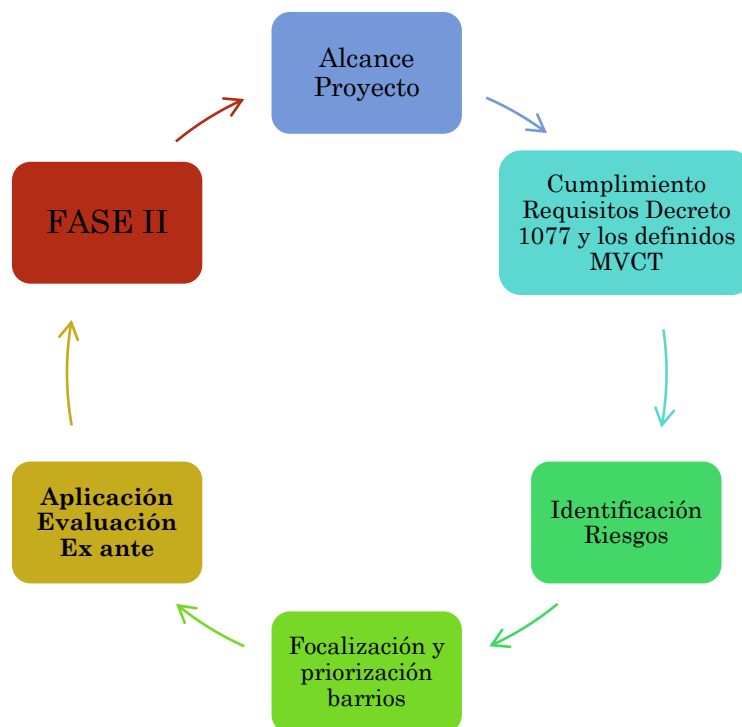 Alcance
Proyecto
Cumplimiento
Requisitos Decreto
1077 y los definidos
MVCT
Identificación
Riesgos
Focalización y
priorización
barrios
Aplicación
Evaluación
Ex ante
FASE II